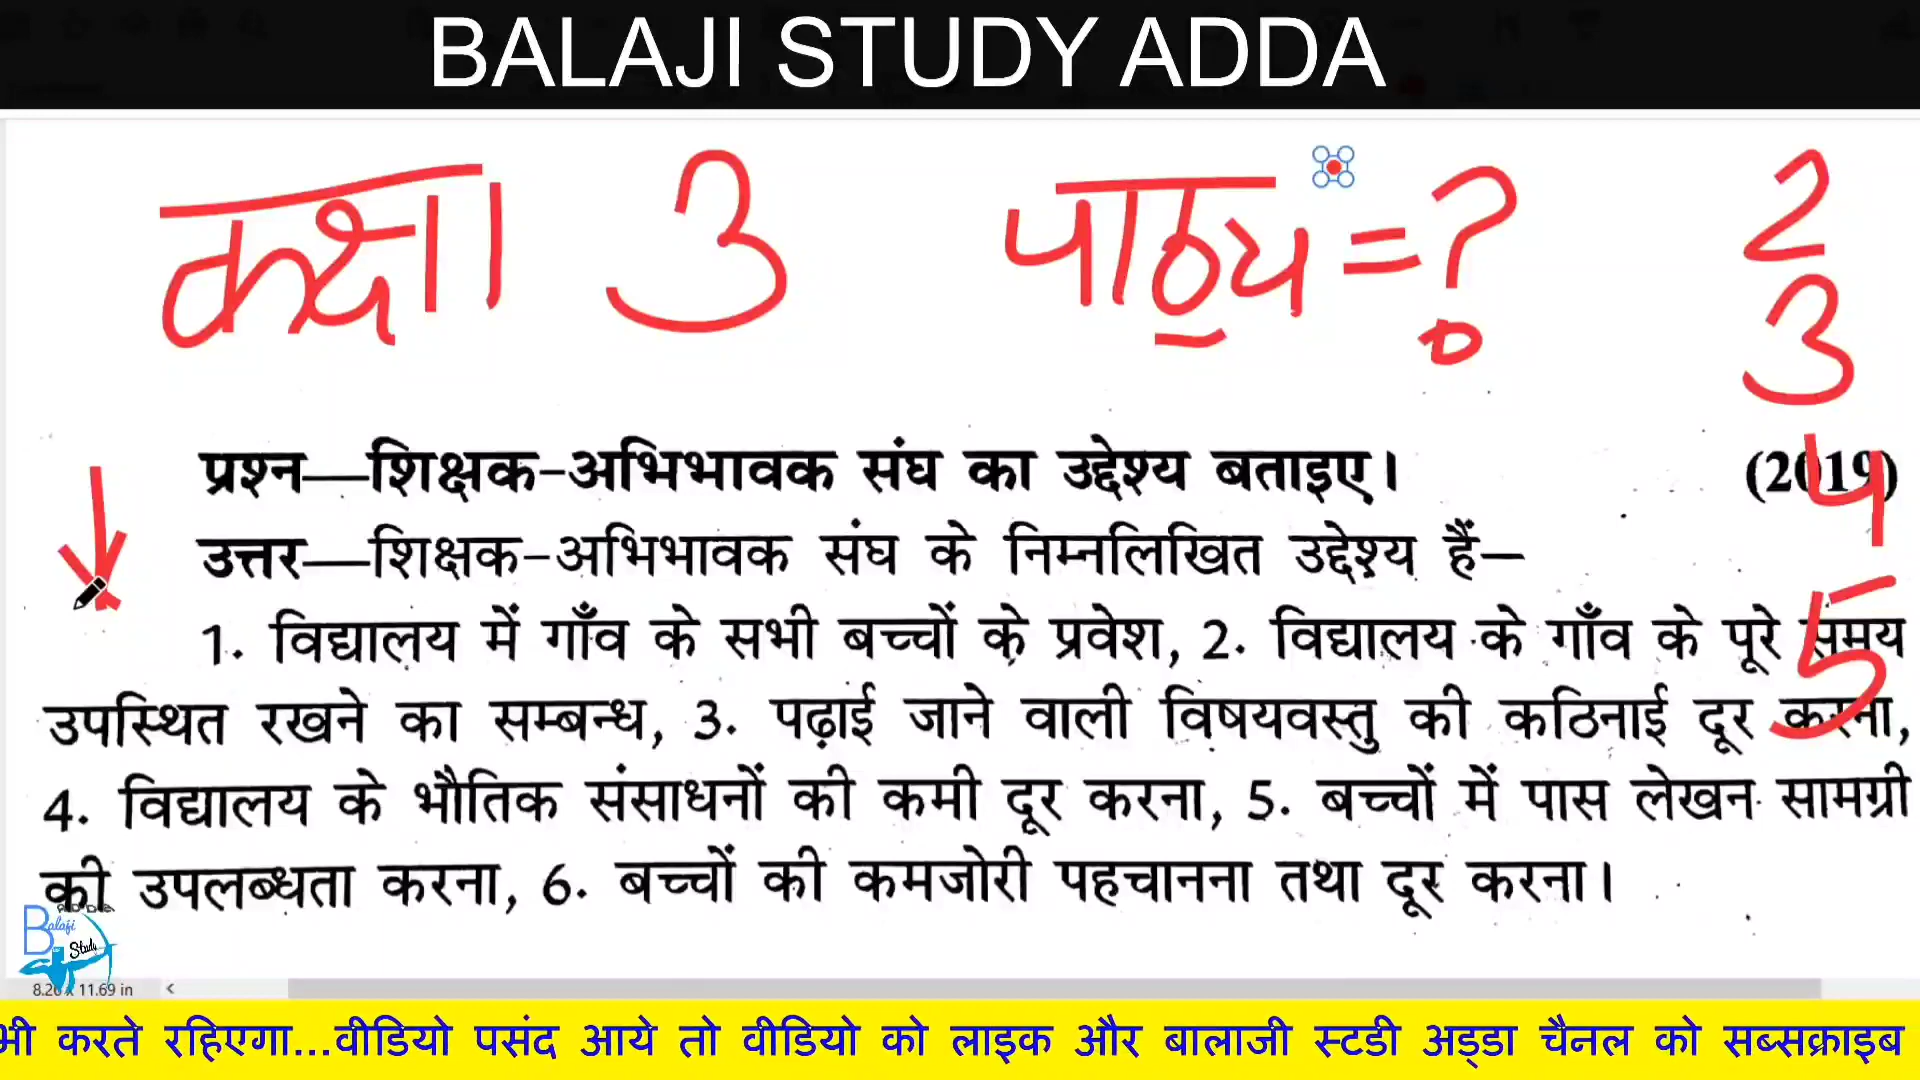 BALAJI STUDY ADDA
कक्षा 3 पाठ्य = ? 2
3
प्रश्न—शिक्षक-अभिभावक संघ का उद्देश्य बताइए। (2019)
4
उत्तर—शिक्षक-अभिभावक संघ के निम्नलिखित उद्देश्य हैं—
5
1. विद्यालय में गाँव के सभी बच्चों के प्रवेश, 2. विद्यालय के गाँव के पूरे समय
उपस्थित रखने का सम्बन्ध, 3. पढ़ाई जाने वाली विषयवस्तु की कठिनाई दूर करना,
4. विद्यालय के भौतिक संसाधनों की कमी दूर करना, 5. बच्चों में पास लेखन सामग्री
की उपलब्धता करना, 6. बच्चों की कमजोरी पहचानना तथा दूर करना।
Balaji Study
8.26 x 11.69 in <
भी करते रहिएगा...वीडियो पसंद आये तो वीडियो को लाइक और बालाजी स्टडी अड्डा चैनल को सब्सक्राइब